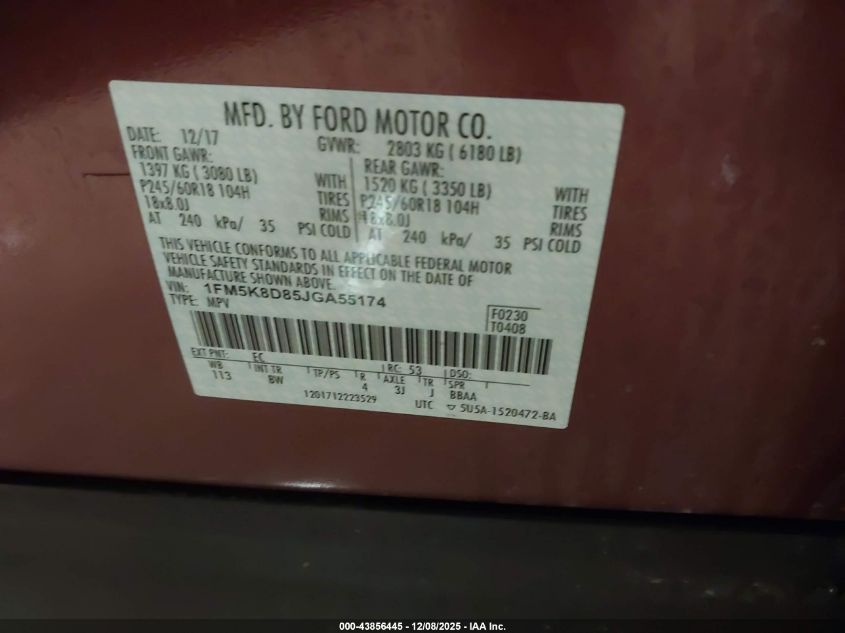 MFD. BY FORD MOTOR CO.
DATE: 12/17 GVWR: 2803 KG ( 6180 LB)
FRONT GAWR: REAR GAWR:
1397 KG ( 3080 LB) WITH 1520 KG ( 3350 LB) WITH
P245/60R18 104H TIRES P245/60R18 104H TIRES
18x8.0J RIMS 18x8.0J RIMS
AT 240 kPa/ 35 PSI COLD AT 240 kPa/ 35 PSI COLD
THIS VEHICLE CONFORMS TO ALL APPLICABLE FEDERAL MOTOR
VEHICLE SAFETY STANDARDS IN EFFECT ON THE DATE OF
MANUFACTURE SHOWN ABOVE.
VIN: 1FM5K8D85JGA55174
TYPE: MPV
F0230
T0408
EXT PNT: EC RC: 53 DSO:
WB INT TR TP/PS R AXLE TR SPR
113 BW 4 3J J BBAA
1201712223529 UTC 5U5A-1520472-BA
000-43856445 - 12/08/2025 - IAA Inc.